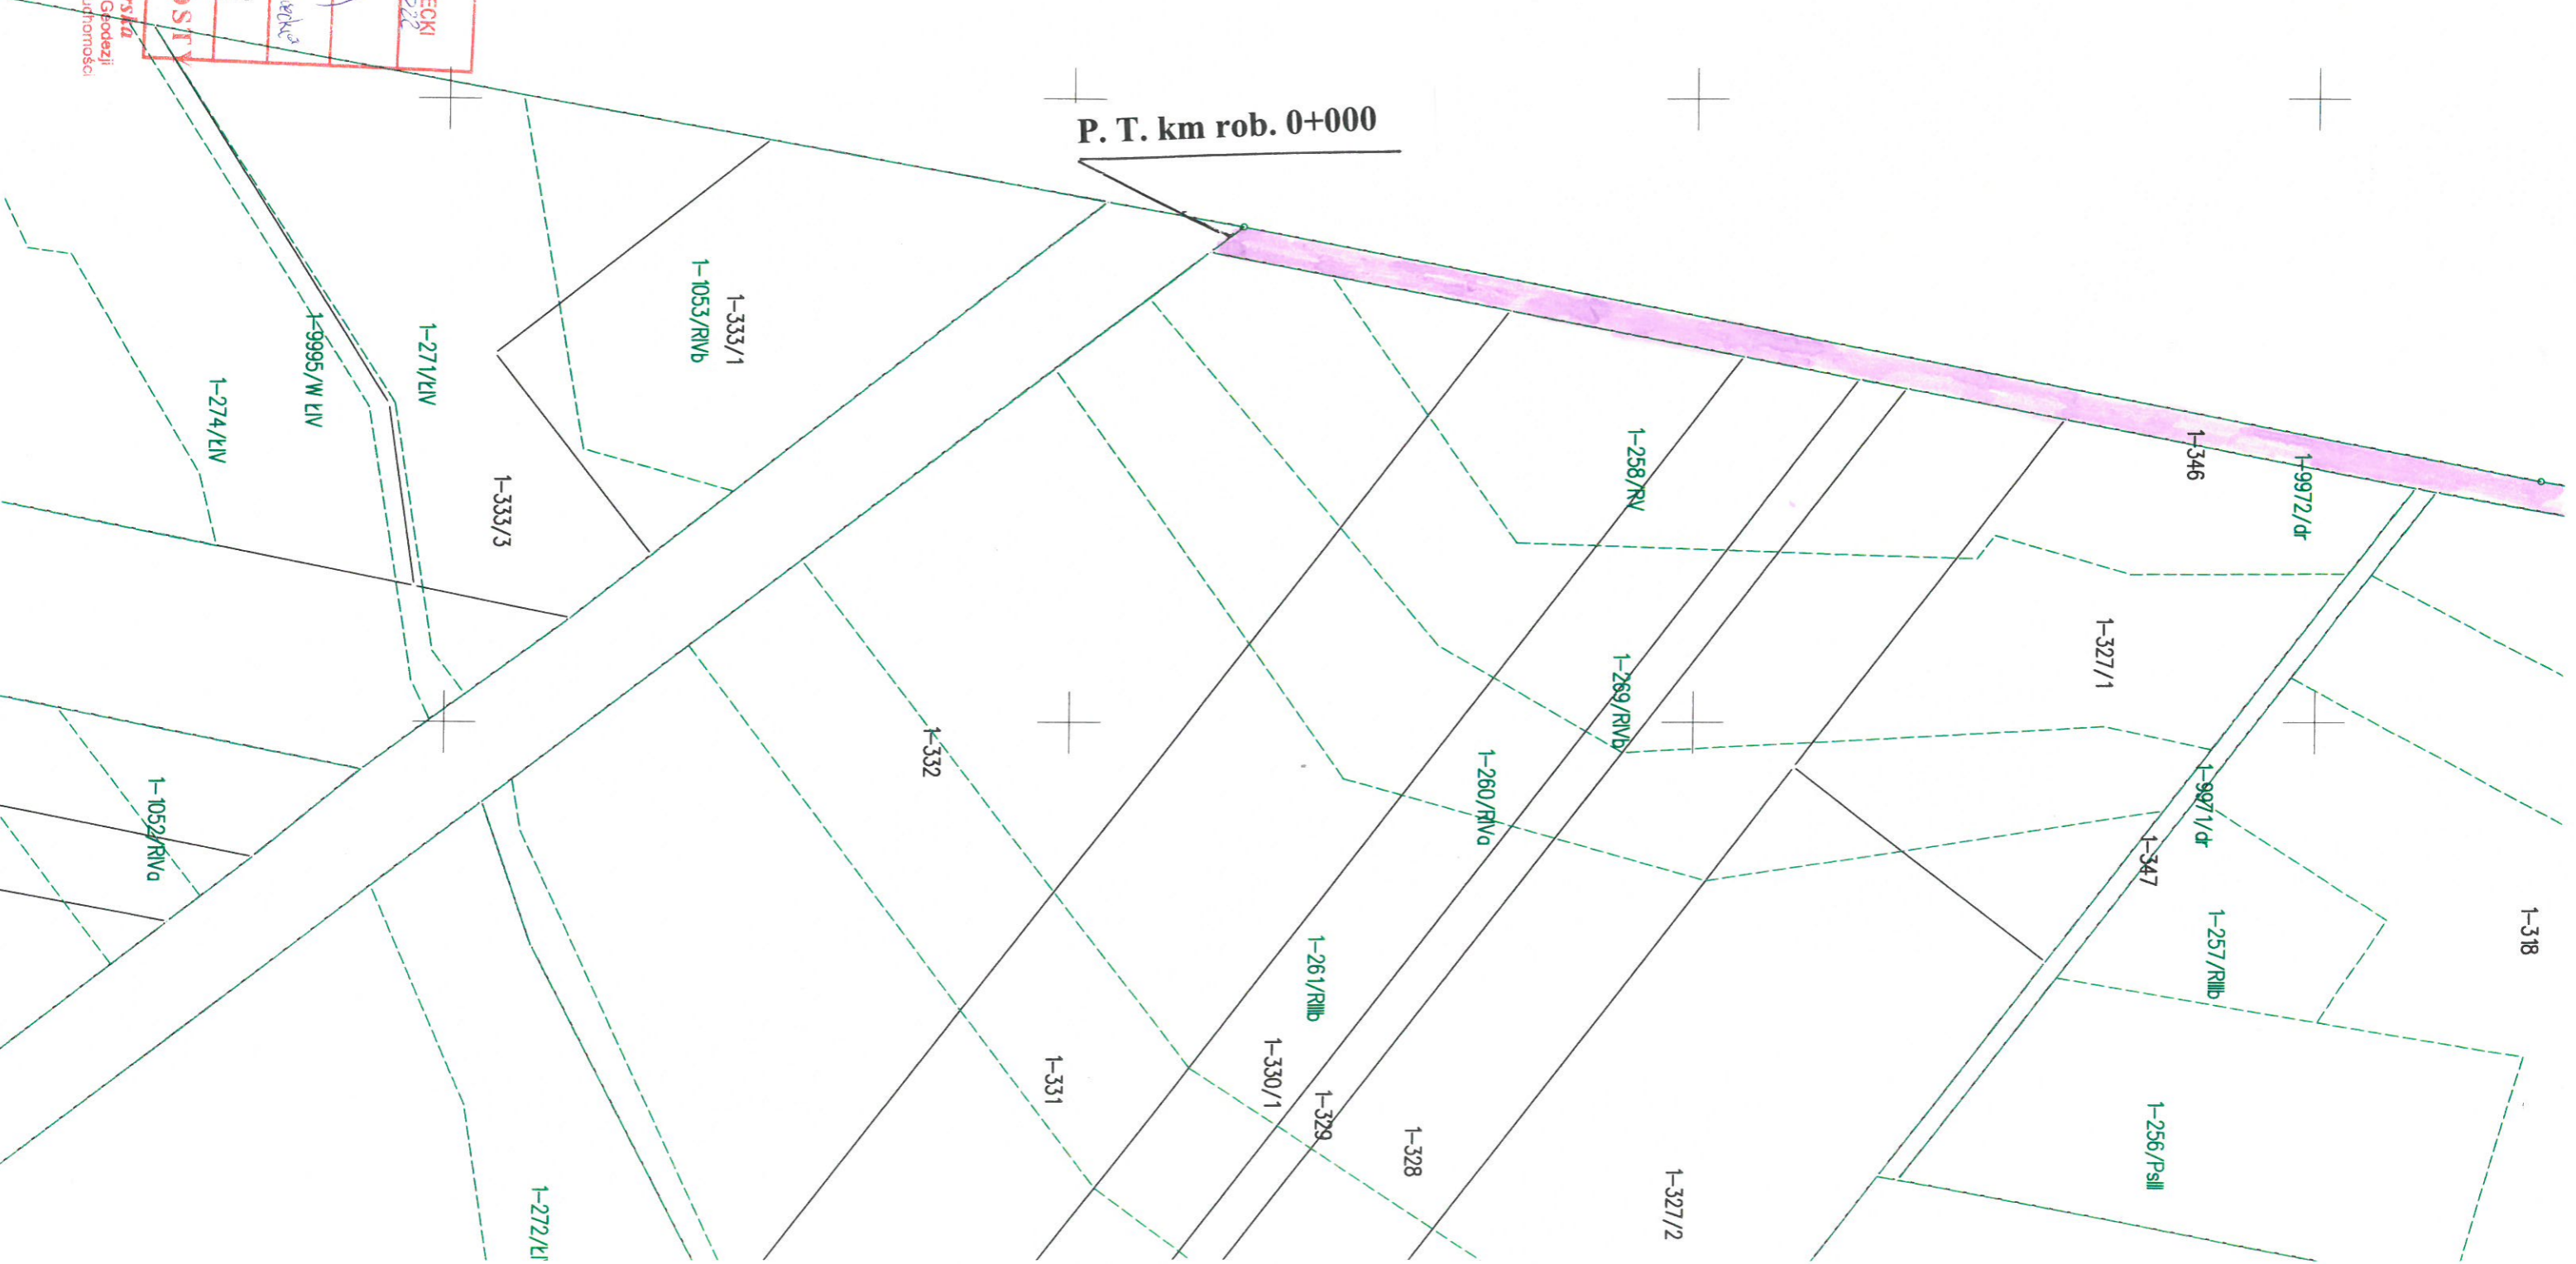 P. T. km rob. 0+000
Geodezji
ECKI
1-333/1
1-1053/RIVb
1-271/ŁIV
1-9995/W ŁIV
1-274/ŁIV
1-333/3
1-1052/RIVa
1-332
1-272/Ł
1-331
1-330/1
1-329
1-328
1-327/2
1-261/RIIIb
1-260/RIVa
1-269/RIVb
1-258/RV
1-346
1-9972/dr
1-327/1
1-9971/dr
1-347
1-318
1-257/RIIIb
1-256/PsIII